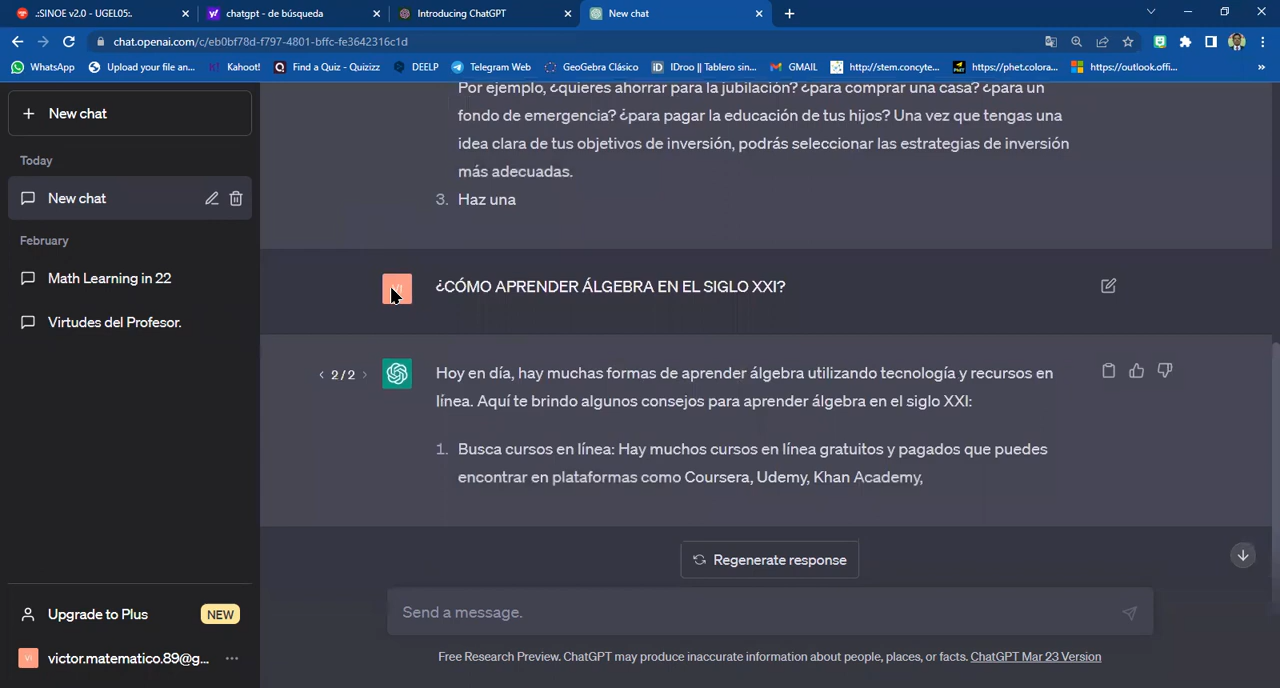 .:SINOE v2.0 - UGEL05:.
chatgpt - de búsqueda
Introducing ChatGPT
New chat
chat.openai.com/c/eb0bf78d-f797-4801-bffc-fe3642316c1d
WhatsApp
Upload your file an...
Kahoot!
Find a Quiz - Quizizz
DEELP
Telegram Web
GeoGebra Clásico
IDroo || Tablero sin...
GMAIL
http://stem.concyte...
https://phet.colora...
https://outlook.offi...
New chat
Today
New chat
February
Math Learning in 22
Virtudes del Profesor.
Upgrade to Plus
NEW
victor.matematico.89@g...
Por ejemplo, ¿quieres ahorrar para la jubilación? ¿para comprar una casa? ¿para un
fondo de emergencia? ¿para pagar la educación de tus hijos? Una vez que tengas una
idea clara de tus objetivos de inversión, podrás seleccionar las estrategias de inversión
más adecuadas.
3. Haz una
¿CÓMO APRENDER ÁLGEBRA EN EL SIGLO XXI?
2/2
Hoy en día, hay muchas formas de aprender álgebra utilizando tecnología y recursos en
línea. Aquí te brindo algunos consejos para aprender álgebra en el siglo XXI:
1. Busca cursos en línea: Hay muchos cursos en línea gratuitos y pagados que puedes
encontrar en plataformas como Coursera, Udemy, Khan Academy,
Regenerate response
Send a message.
Free Research Preview. ChatGPT may produce inaccurate information about people, places, or facts. ChatGPT Mar 23 Version